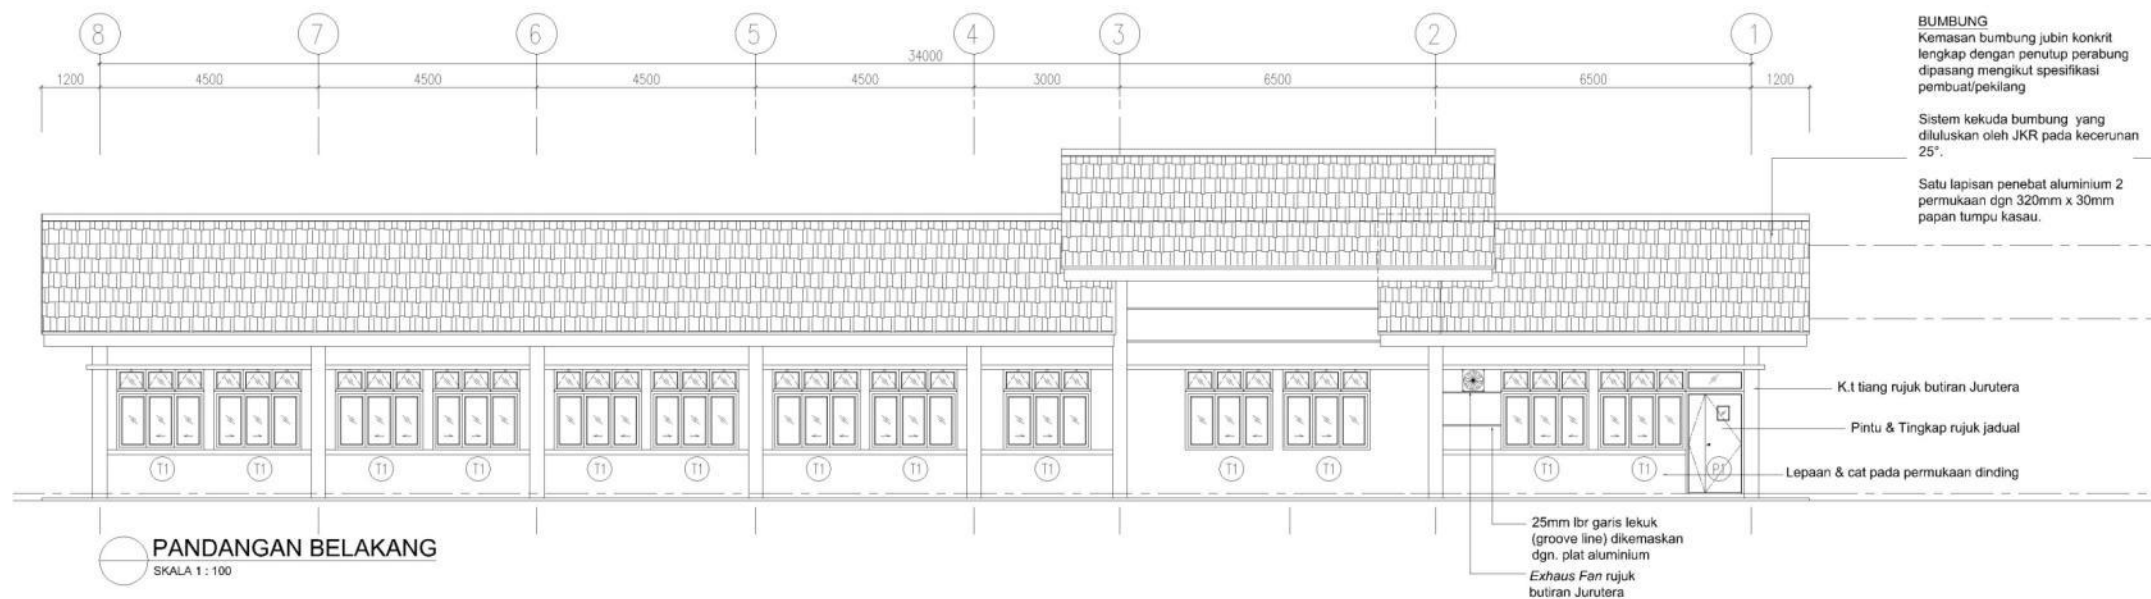 8 7 6 5 4 3 2 1
34000
1200 4500 4500 4500 4500 3000 6500 6500 1200
BUMBUNG
Kemasan bumbung jubin konkrit
lengkap dengan penutup perabung
dipasang mengikut spesifikasi
pembuat/pekilang
Sistem kekuda bumbung yang
diluluskan oleh JKR pada kecerunan
25°.
Satu lapisan penebat aluminium 2
permukaan dgn 320mm x 30mm
papan tumpu kasau.
K.t tiang rujuk butiran Jurutera
Pintu & Tingkap rujuk jadual
T1 T1 T1 T1 T1 T1 T1 T1 T1 T1 T1 T1 T1 P1
Lepaan & cat pada permukaan dinding
25mm lbr garis lekuk
(groove line) dikemaskan
dgn. plat aluminium
Exhaus Fan rujuk
butiran Jurutera
PANDANGAN BELAKANG
SKALA 1 : 100